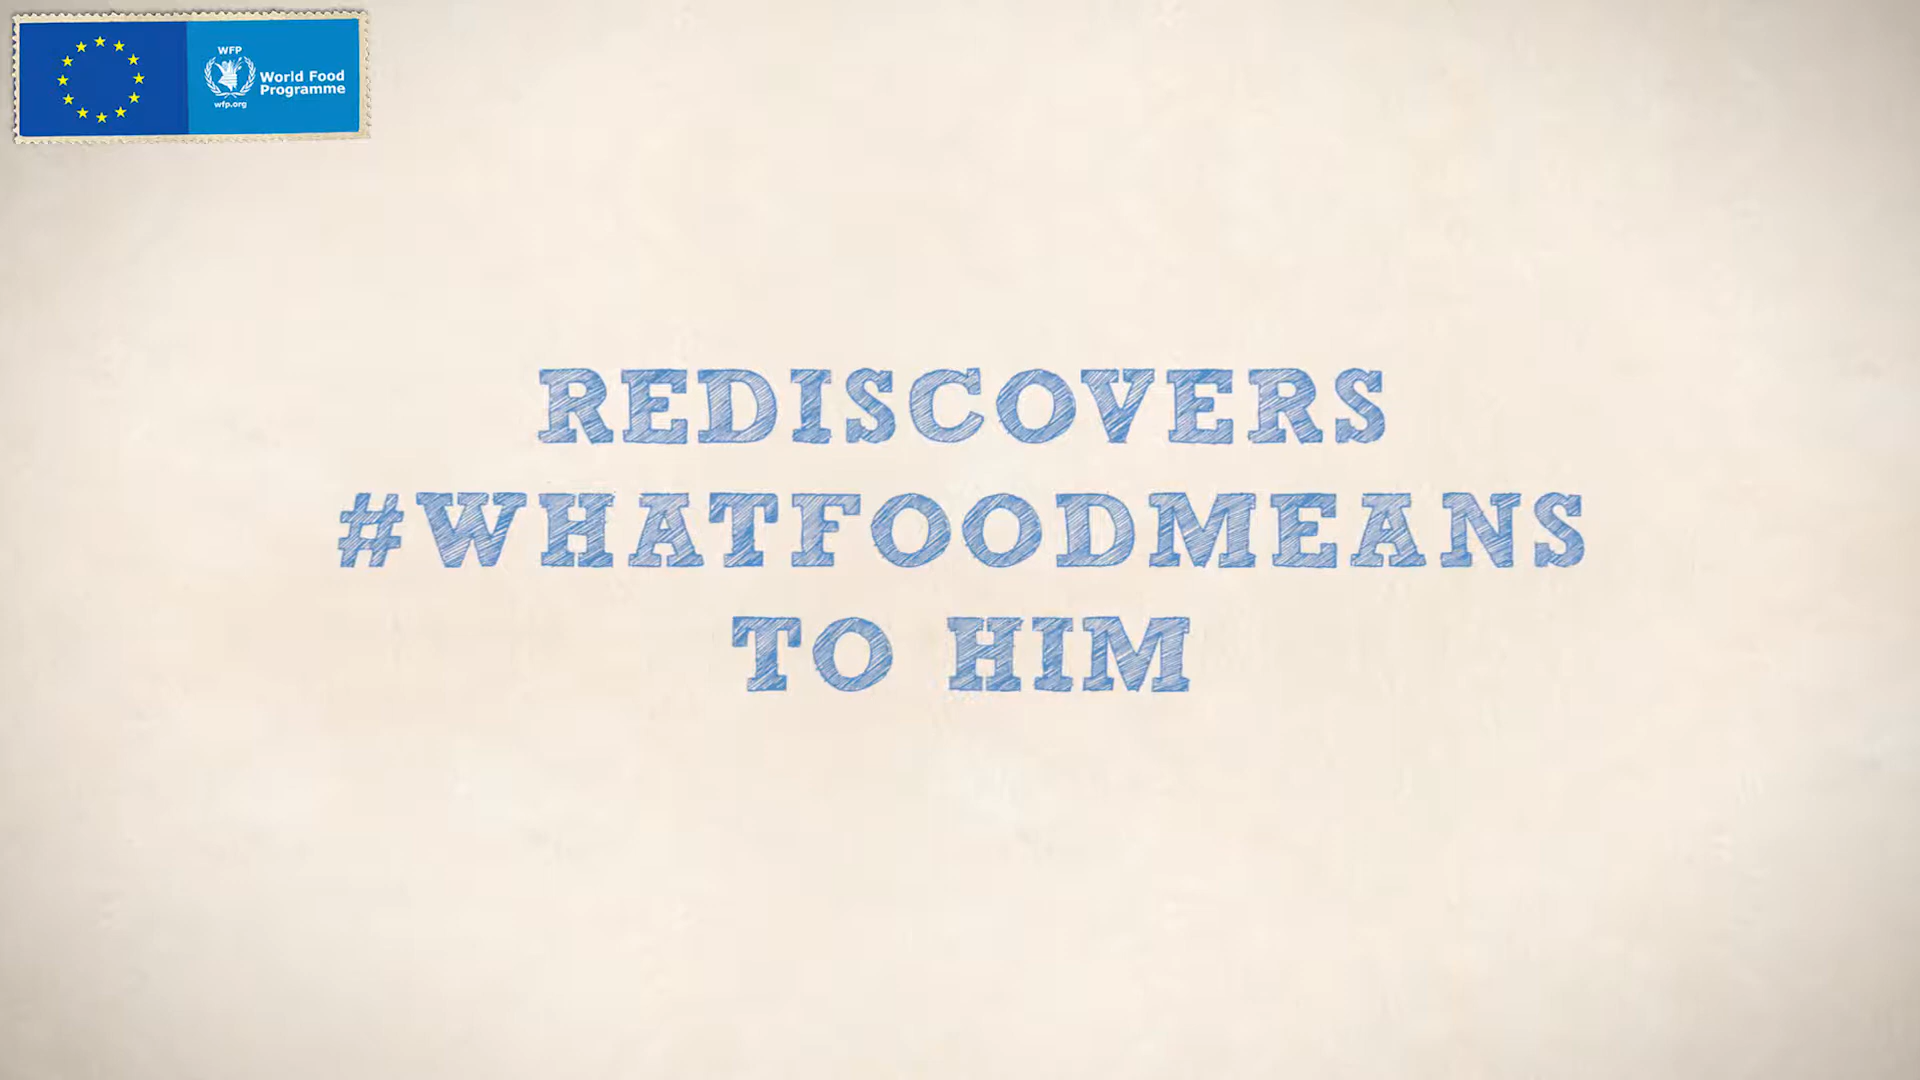 WFP
World Food
Programme
wfp.org
REDISCOVERS
#WHATFOODMEANS
TO HIM